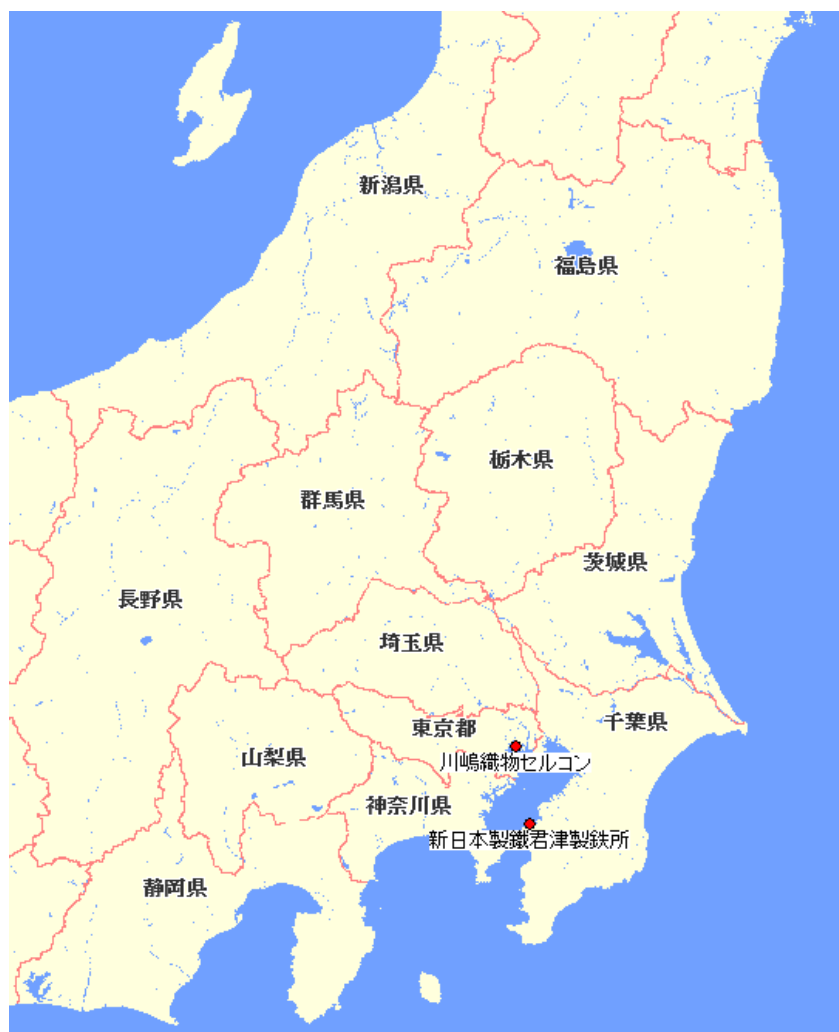 新潟県
福島県
栃木県
群馬県
茨城県
長野県
埼玉県
千葉県
東京都
山梨県
川嶋織物セルコン
神奈川県
新日本製鐵君津製鉄所
静岡県